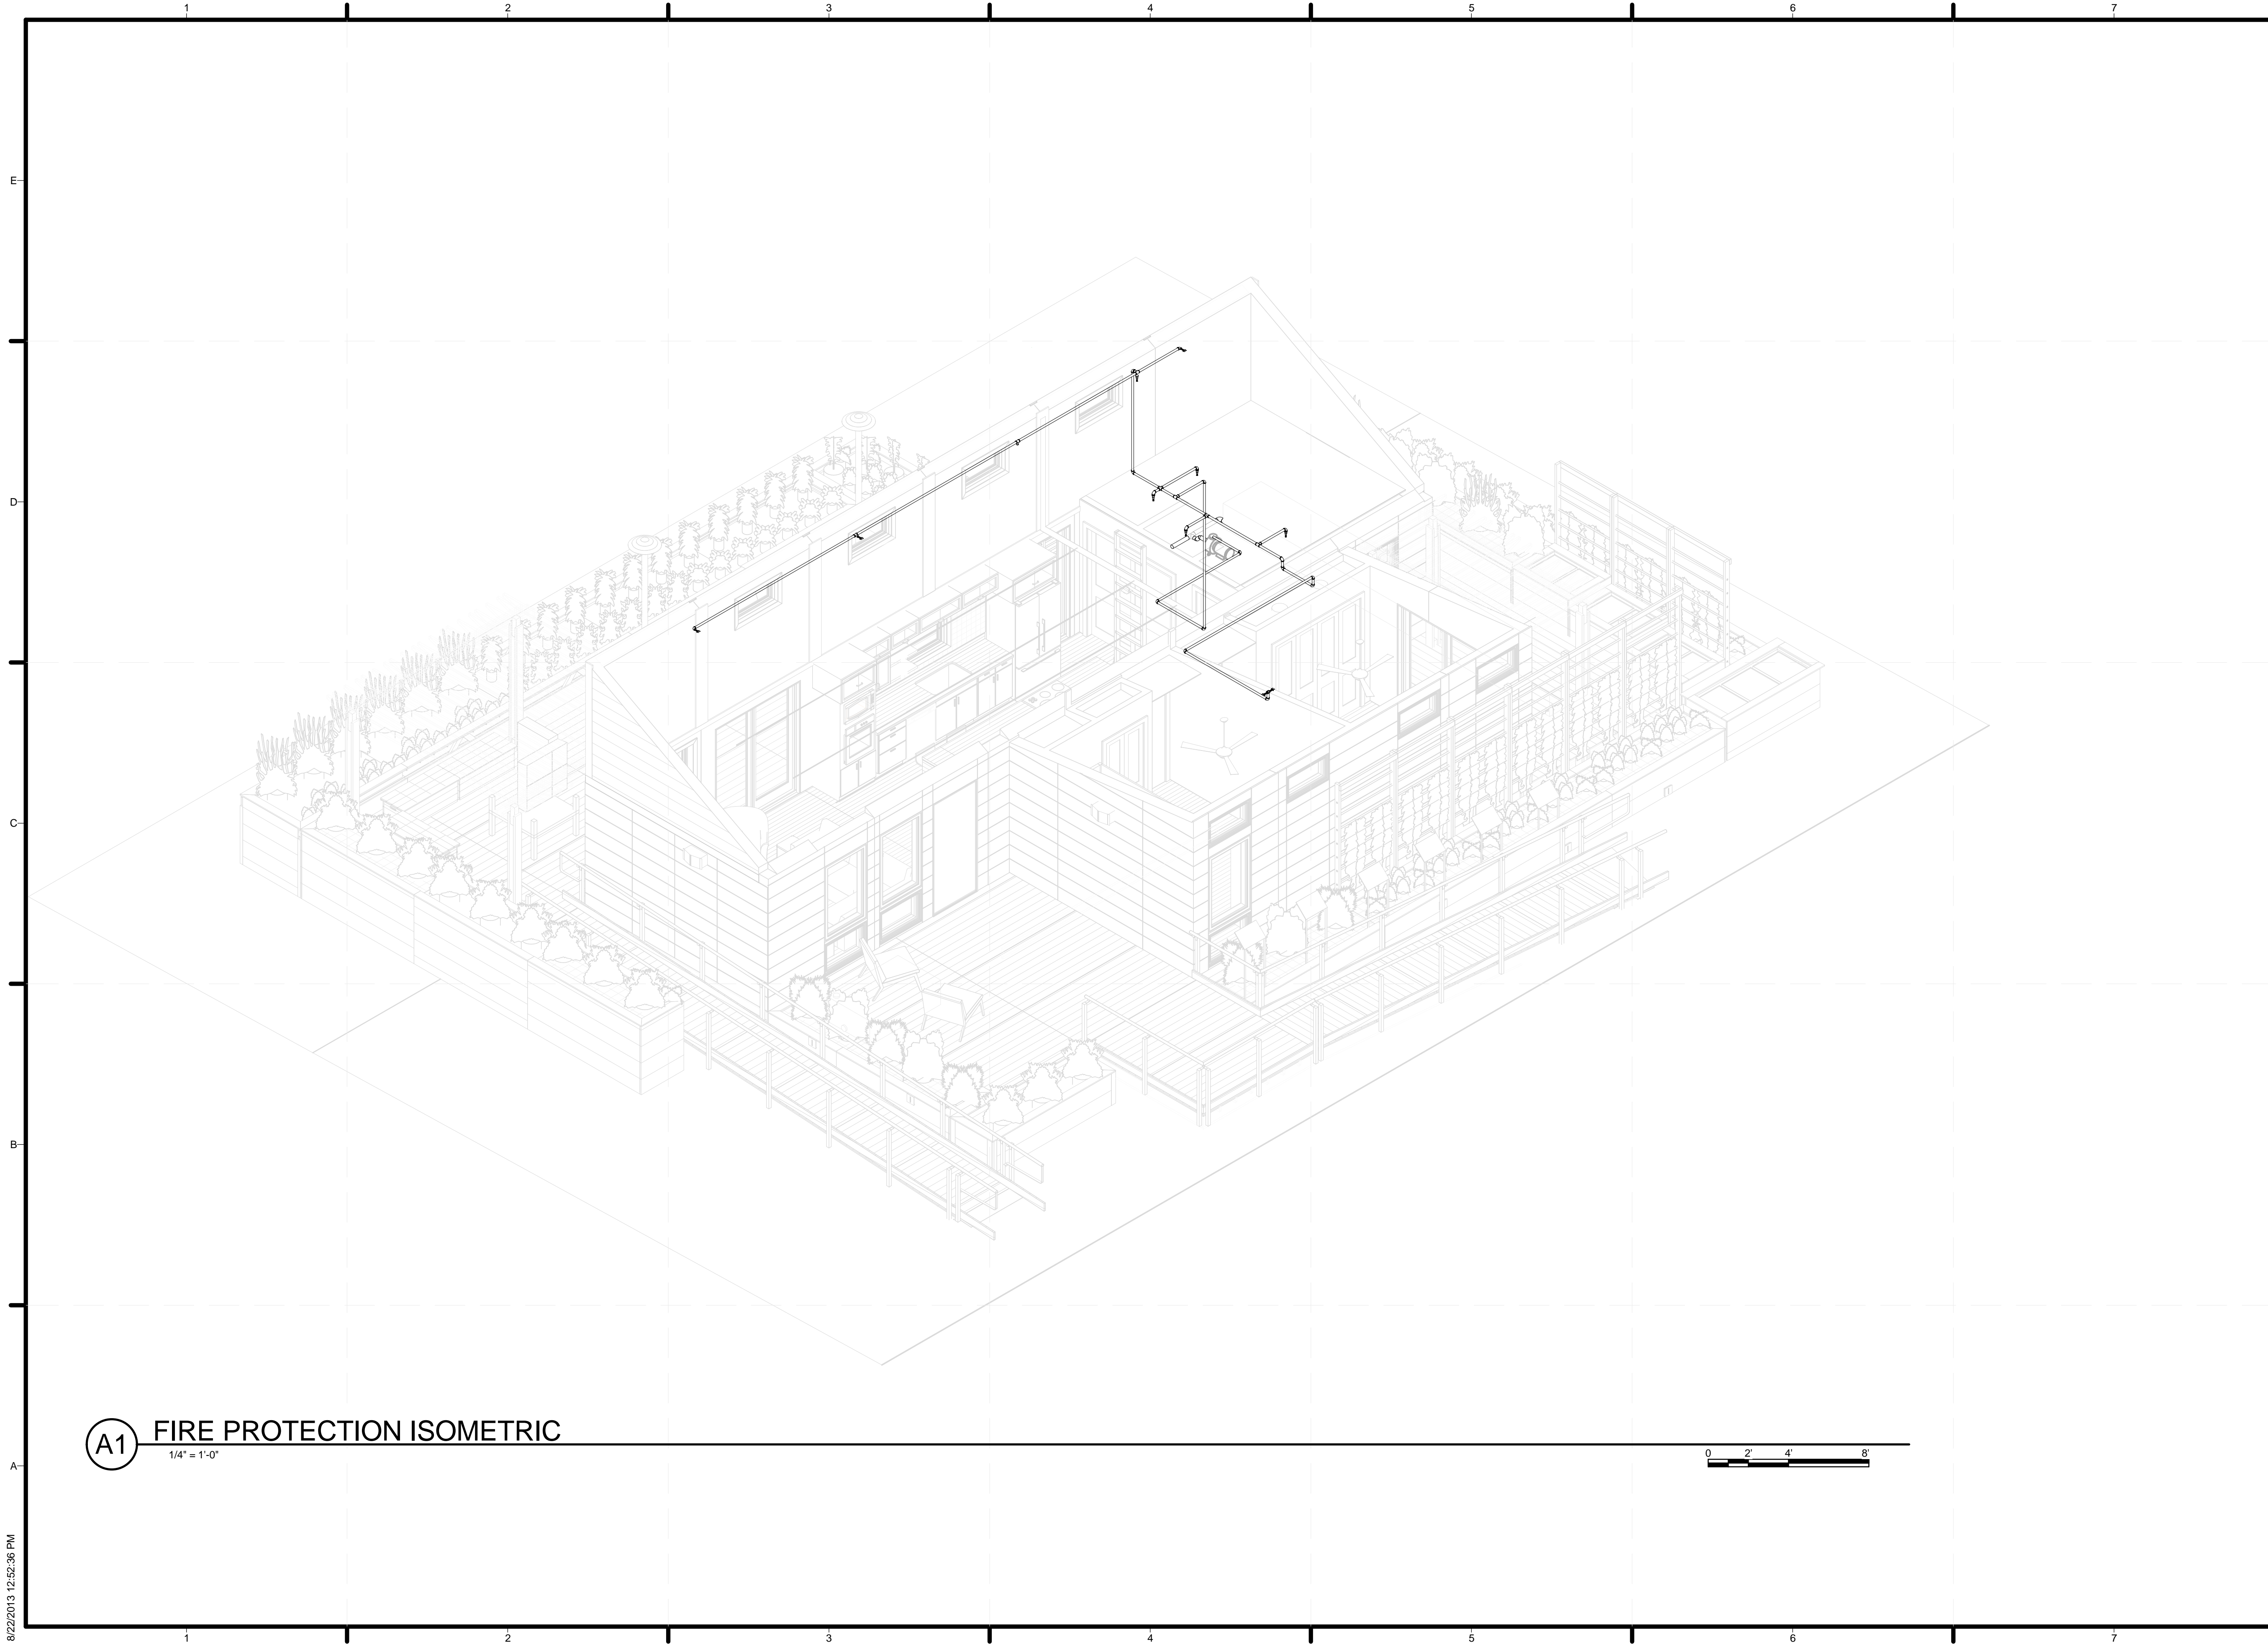 1 2 3 4 5 6 7
E
D
C
B
A
A1 FIRE PROTECTION ISOMETRIC
1/4" = 1'-0"
0 2' 4' 8'
8/22/2013 12:52:36 PM
1 2 3 4 5 6 7